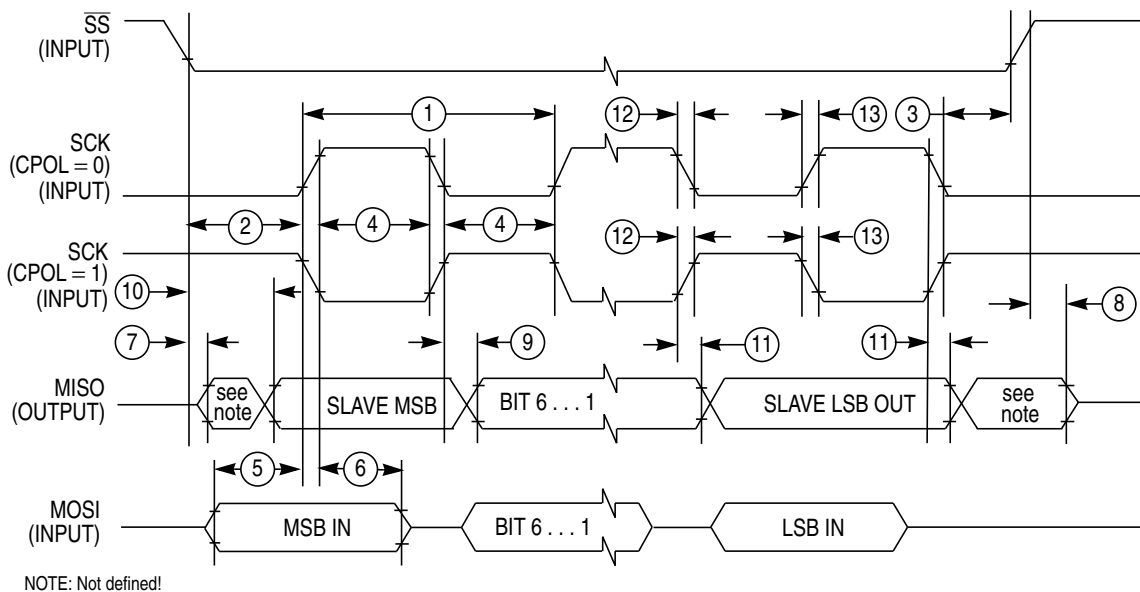 SS
(INPUT)
1
12
13
3
SCK
(CPOL = 0)
(INPUT)
2
4
4
12
13
SCK
(CPOL = 1)
(INPUT)
10
8
7
9
11
11
MISO
(OUTPUT)
see
note
SLAVE MSB
BIT 6 . . . 1
SLAVE LSB OUT
see
note
5
6
MOSI
(INPUT)
MSB IN
BIT 6 . . . 1
LSB IN
NOTE: Not defined!